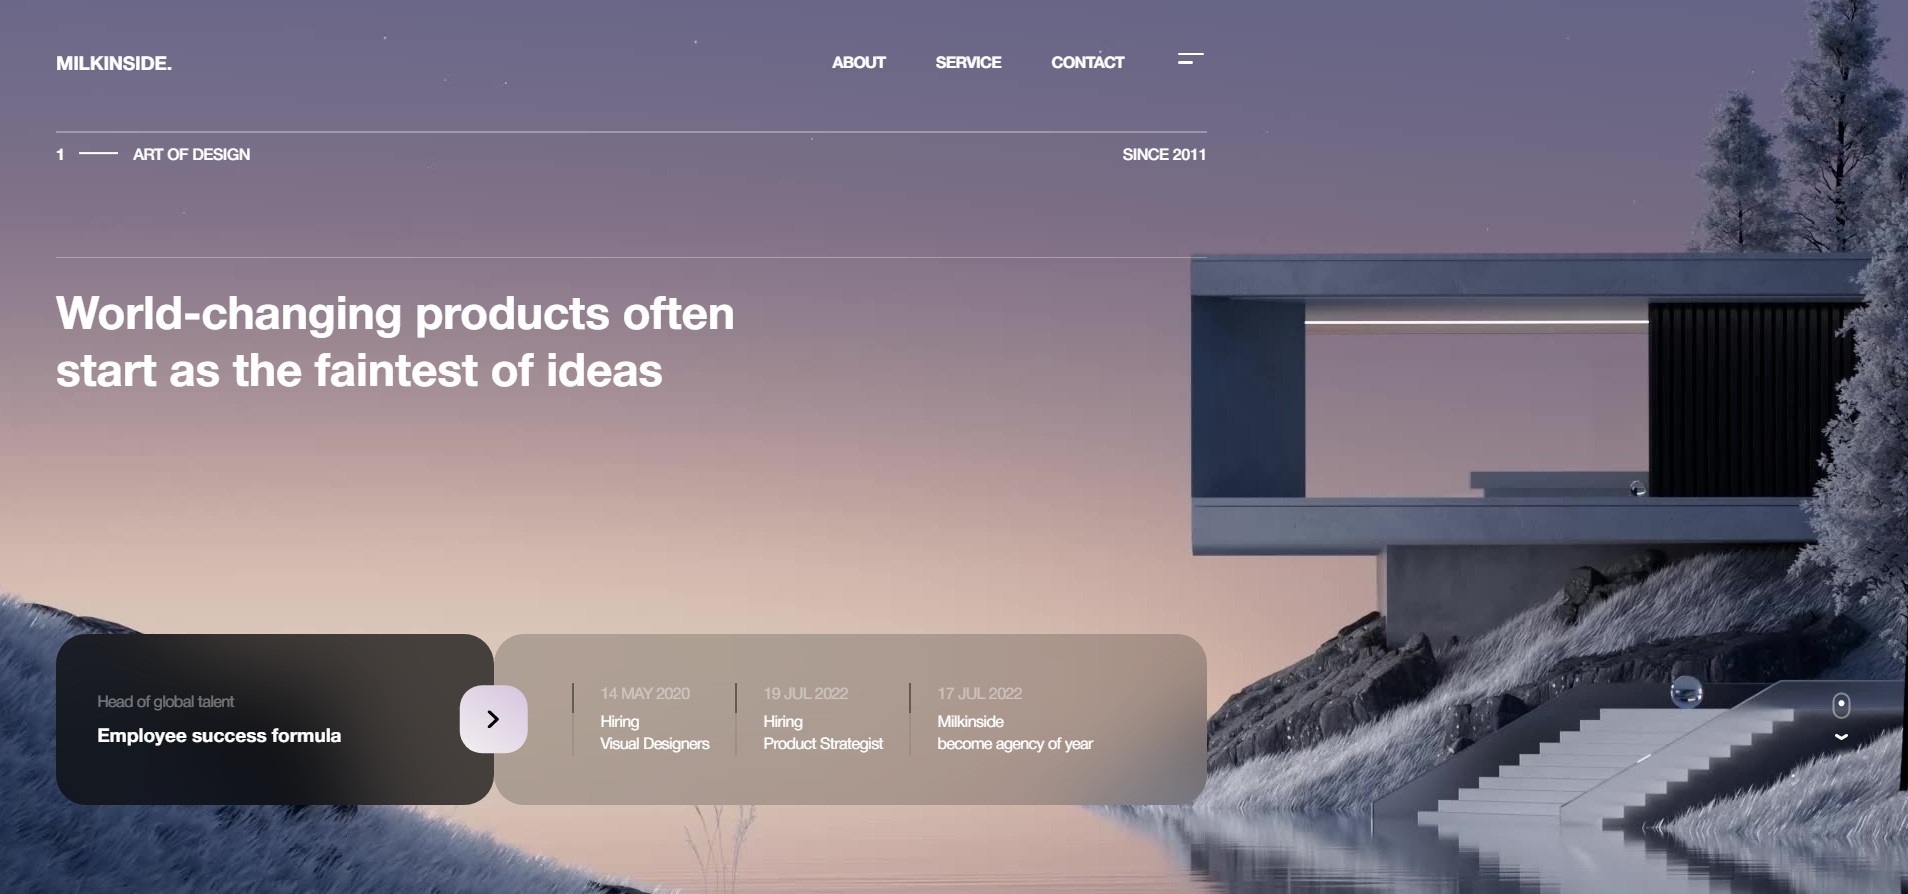 MILKINSIDE.
ABOUT SERVICE CONTACT
1 ART OF DESIGN
SINCE 2011
World-changing products often
start as the faintest of ideas
Head of global talent
Employee success formula
14 MAY 2020
Hiring
Visual Designers
19 JUL 2022
Hiring
Product Strategist
17 JUL 2022
Milkinside
become agency of year